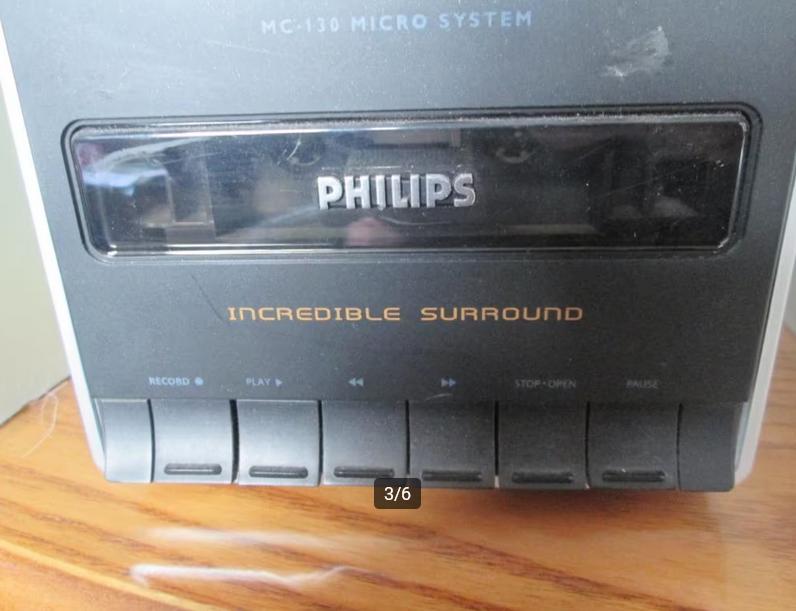 MC-130 MICRO SYSTEM
PHILIPS
INCREDIBLE SURROUND
RECORD PLAY STOP•OPEN PAUSE
3/6